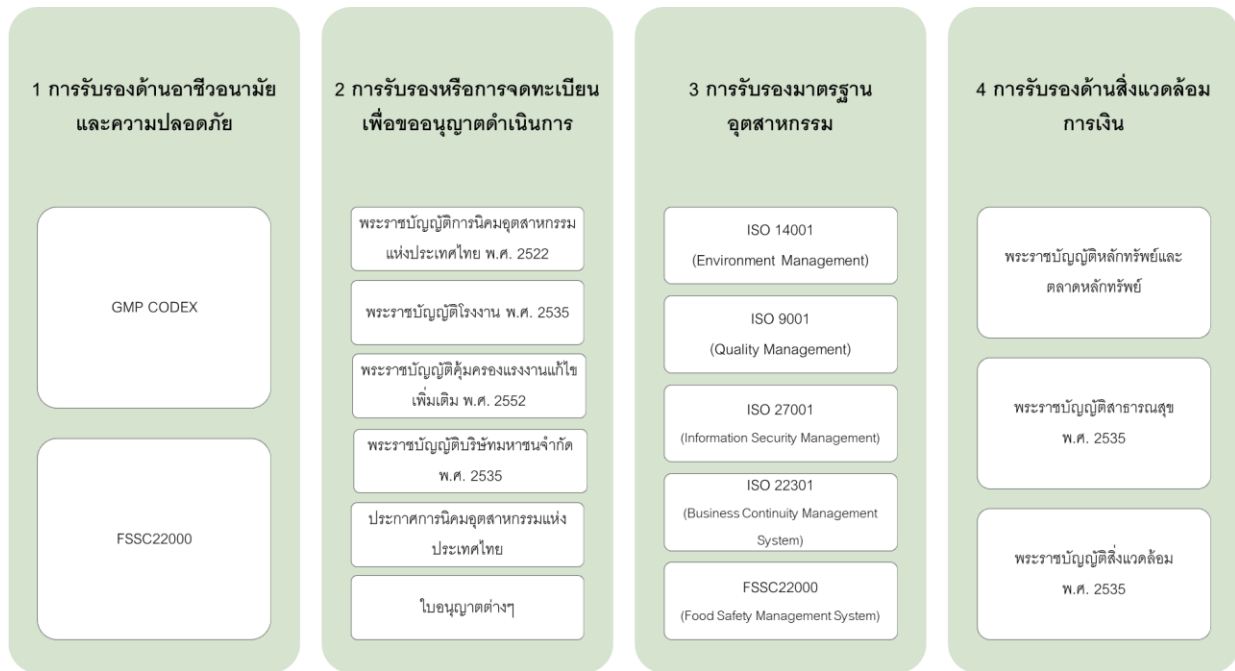 1 การรับรองด้านอาชีวอนามัย
และความปลอดภัย
GMP CODEX
FSSC22000
2 การรับรองหรือการจดทะเบียน
เพื่อขออนุญาตดำเนินการ
พระราชบัญญัติการนิคมอุตสาหกรรม
แห่งประเทศไทย พ.ศ. 2522
พระราชบัญญัติโรงงาน พ.ศ. 2535
พระราชบัญญัติคุ้มครองแรงงานแก้ไข
เพิ่มเติม พ.ศ. 2552
พระราชบัญญัติบริษัทมหาชนจำกัด
พ.ศ. 2535
ประกาศการนิคมอุตสาหกรรมแห่ง
ประเทศไทย
ใบอนุญาตต่างๆ
3 การรับรองมาตรฐาน
อุตสาหกรรม
ISO 14001
(Environment Management)
ISO 9001
(Quality Management)
ISO 27001
(Information Security Management)
ISO 22301
(Business Continuity Management
System)
FSSC22000
(Food Safety Management System)
4 การรับรองด้านสิ่งแวดล้อม
การเงิน
พระราชบัญญัติหลักทรัพย์และ
ตลาดหลักทรัพย์
พระราชบัญญัติสาธารณสุข
พ.ศ. 2535
พระราชบัญญัติสิ่งแวดล้อม
พ.ศ. 2535